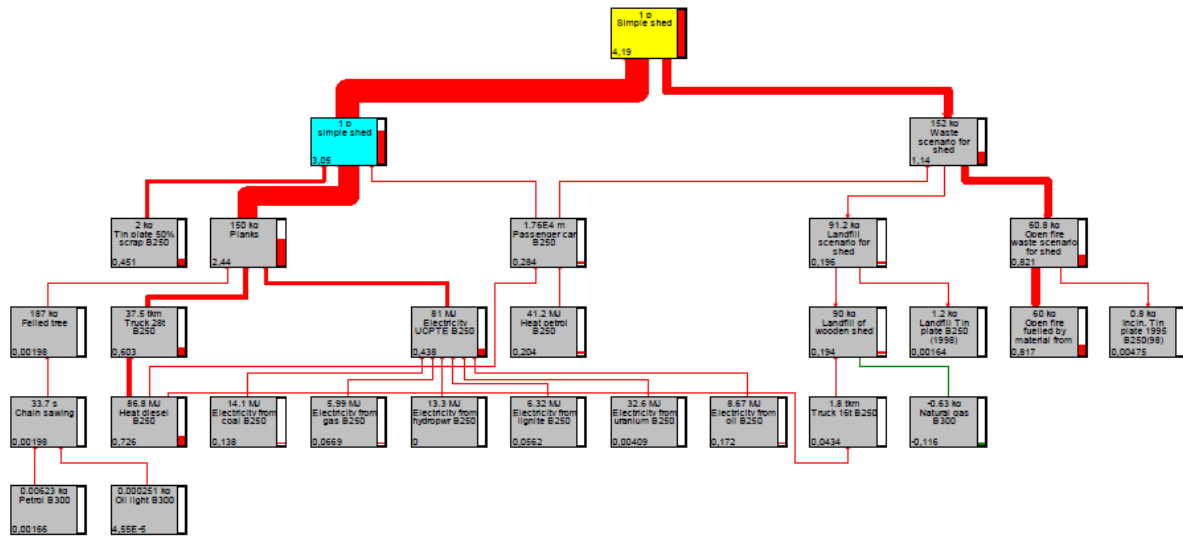 1 p
Simple shed
4,19
1 p
simple shed
3,05
152 kg
Waste
scenario for
shed
1,14
2 kg
Tin plate 50%
scrap B250
0,451
150 kg
Planks
2,44
1.76E4 m
Passenger car
B250
0,284
91.2 kg
Landfill
scenario for
shed
0,196
60.8 kg
Open fire
waste scenario
for shed
0,821
187 kg
Felled tree
0,00198
37.5 tkm
Truck 28t
B250
0,603
81 MJ
Electricity
UCPTE B250
0,438
41.2 MJ
Heat petrol
B250
0,204
90 kg
Landfill of
wooden shed
0,194
1.2 kg
Landfill Tin
plate B250
(1998)
0,00164
60 kg
Open fire
fuelled by
material from
0,817
0.8 kg
Incin. Tin
plate 1995
B250(98)
0,00475
33.7 s
Chain sawing
0,00198
86.8 MJ
Heat diesel
B250
0,726
14.1 MJ
Electricity from
coal B250
0,138
5.99 MJ
Electricity from
gas B250
0,0669
13.3 MJ
Electricity from
hydropwr B250
0
6.32 MJ
Electricity from
lignite B250
0,0562
32.6 MJ
Electricity from
uranium B250
0,00409
8.67 MJ
Electricity from
oil B250
0,172
1.8 tkm
Truck 16t B250
0,0434
-0.53 kg
Natural gas
B300
-0,116
0.00623 kg
Petrol B300
0,00166
0.000251 kg
Oil light B300
4,55E-5